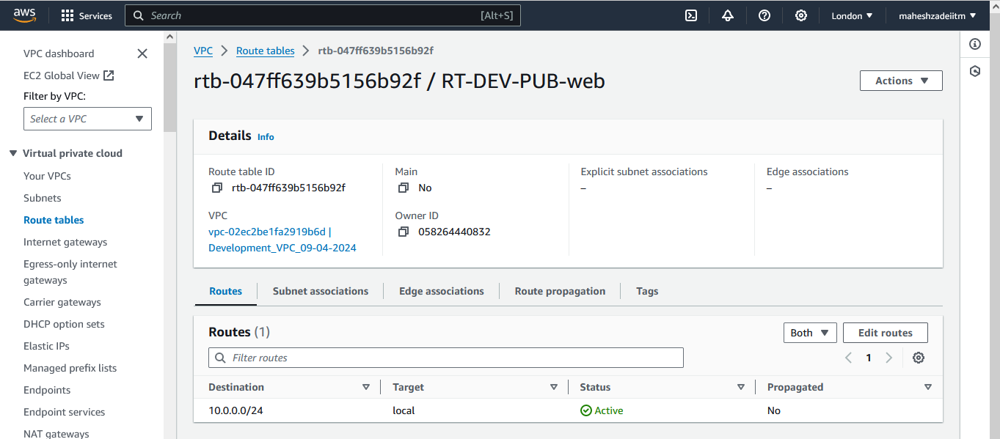 aws Services Search [Alt+S] London maheshzadeiitm
VPC dashboard
EC2 Global View
Filter by VPC:
Select a VPC
Virtual private cloud
Your VPCs
Subnets
Route tables
Internet gateways
Egress-only internet
gateways
Carrier gateways
DHCP option sets
Elastic IPs
Managed prefix lists
Endpoints
Endpoint services
NAT gateways
VPC Route tables rtb-047ff639b5156b92f
rtb-047ff639b5156b92f / RT-DEV-PUB-web
Actions
Details Info
Route table ID
rtb-047ff639b5156b92f
VPC
vpc-02ec2be1fa2919b6d |
Development_VPC_09-04-2024
Main
No
Owner ID
058264440832
Explicit subnet associations
–
Edge associations
–
Routes Subnet associations Edge associations Route propagation Tags
Routes (1)
Both Edit routes
Filter routes
1
Destination Target Status Propagated
10.0.0.0/24 local Active No